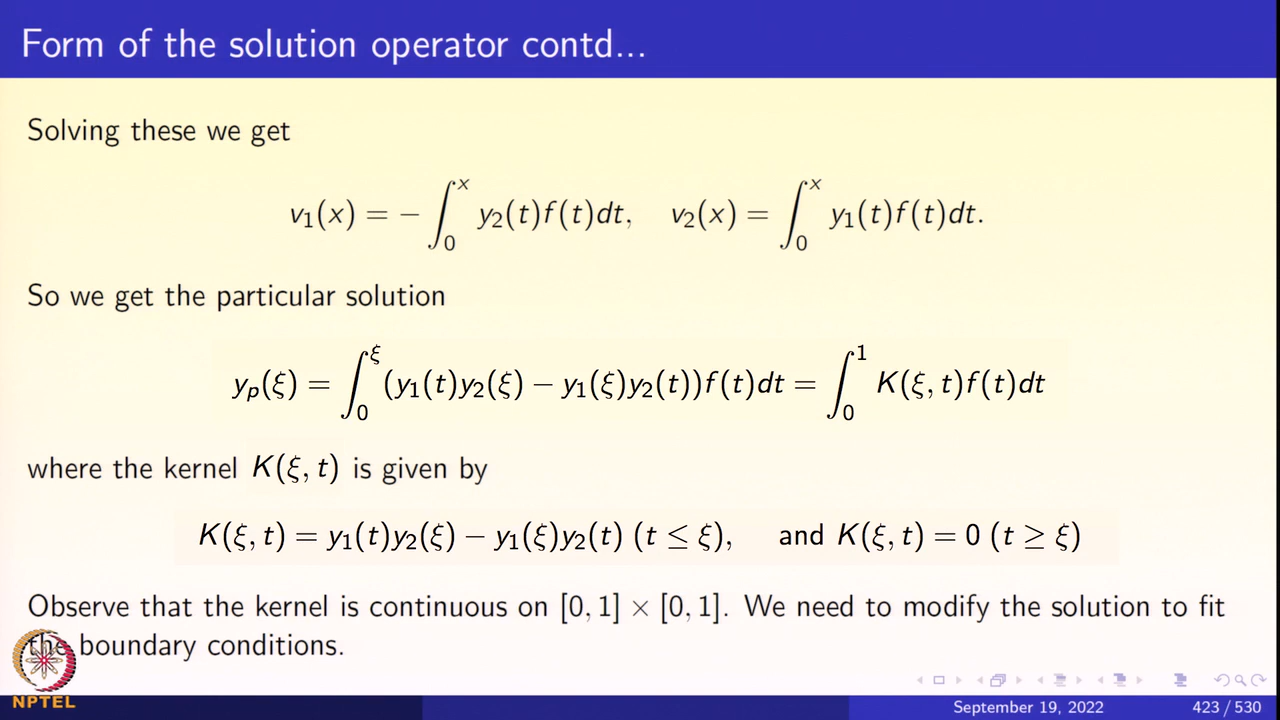 Form of the solution operator contd...
Solving these we get
v₁(x) = − ∫₀ˣ y₂(t)f(t)dt,  v₂(x) = ∫₀ˣ y₁(t)f(t)dt.
So we get the particular solution
yₚ(ξ) = ∫₀^ξ (y₁(t)y₂(ξ) − y₁(ξ)y₂(t))f(t)dt = ∫₀¹ K(ξ, t)f(t)dt
where the kernel K(ξ, t) is given by
K(ξ, t) = y₁(t)y₂(ξ) − y₁(ξ)y₂(t) (t ≤ ξ),  and K(ξ, t) = 0 (t ≥ ξ)
Observe that the kernel is continuous on [0, 1] × [0, 1]. We need to modify the solution to fit
the boundary conditions.
NPTEL
September 19, 2022 423 / 530